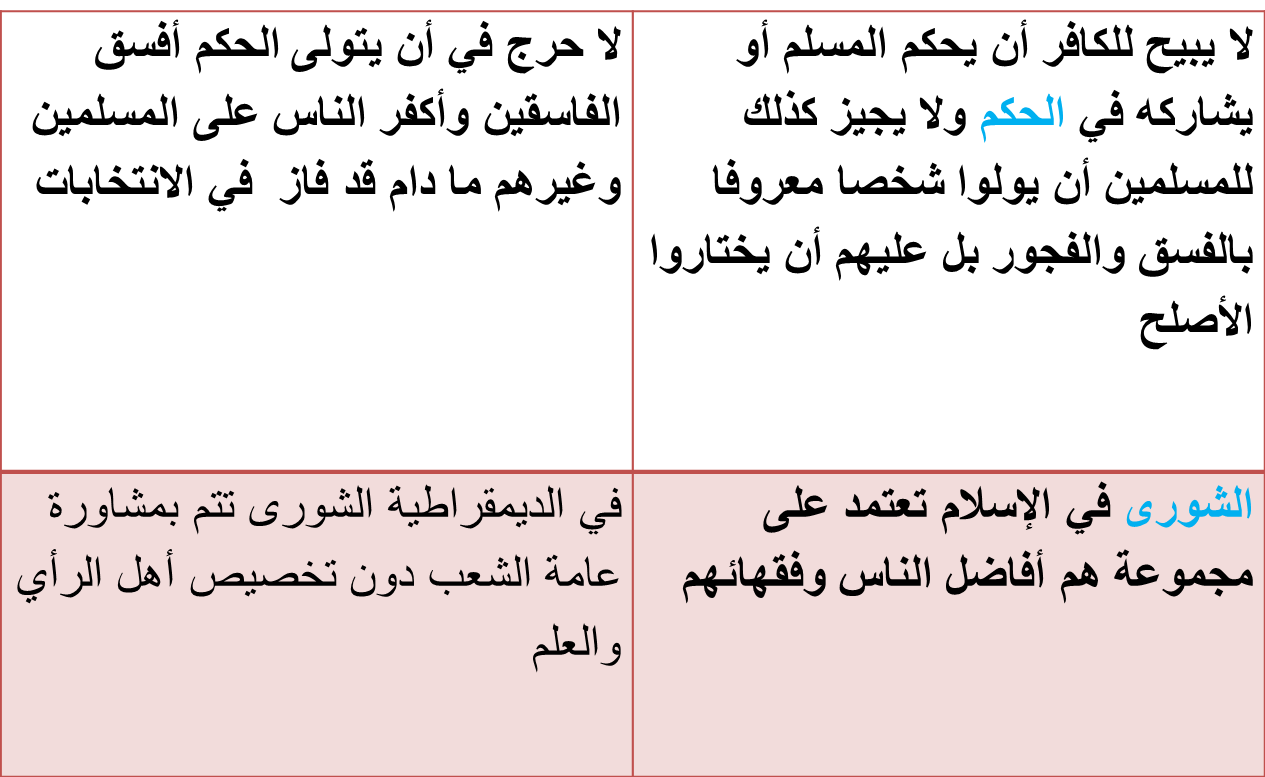 لا يبيح للكافر أن يحكم المسلم أو
يشاركه في الحكم ولا يجيز كذلك
للمسلمين أن يولوا شخصا معروفا
بالفسق والفجور بل عليهم أن يختاروا
الأصلح
لا حرج في أن يتولى الحكم أفسق
الفاسقين وأكفر الناس على المسلمين
وغيرهم ما دام قد فاز في الانتخابات
الشورى في الإسلام تعتمد على
مجموعة هم أفاضل الناس وفقهائهم
في الديمقراطية الشورى تتم بمشاورة
عامة الشعب دون تخصيص أهل الرأي
والعلم